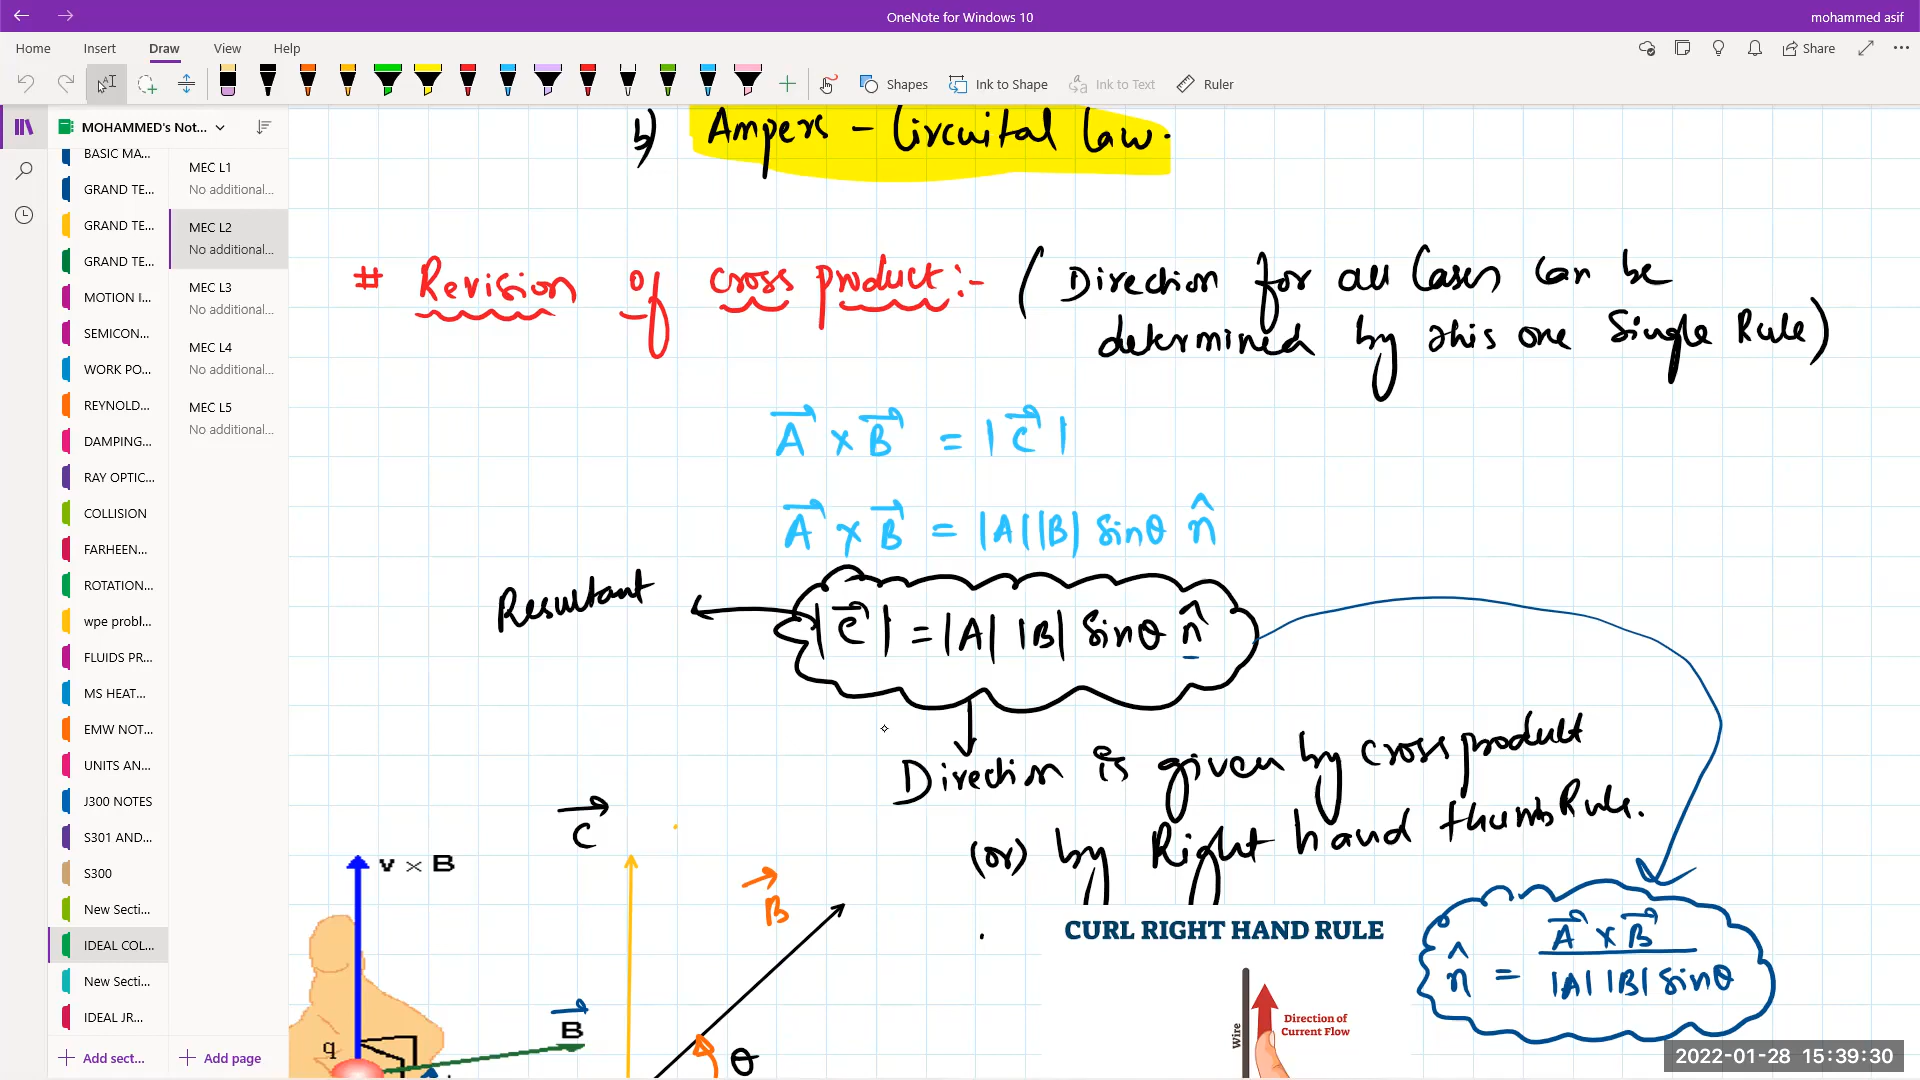 OneNote for Windows 10
mohammed asif
Home Insert Draw View Help
Share
Shapes Ink to Shape Ink to Text Ruler
MOHAMMED's Not...
BASIC MA...
GRAND TE...
GRAND TE...
GRAND TE...
MOTION I...
SEMICON...
WORK PO...
REYNOLD...
DAMPING...
RAY OPTIC...
COLLISION
FARHEEN...
ROTATION...
wpe probl...
FLUIDS PR...
MS HEAT...
EMW NOT...
UNITS AN...
J300 NOTES
S301 AND...
S300
New Secti...
IDEAL COL...
New Secti...
IDEAL JR...
Add sect...
MEC L1
No additional...
MEC L2
No additional...
MEC L3
No additional...
MEC L4
No additional...
MEC L5
No additional...
Add page
b) Ampers - Circuital Law.
# Revision of cross product:- ( Direction for all Cases can be
determined by this one Single Rule)
A⃗ × B⃗ = |C⃗|
A⃗ × B⃗ = |A||B| sinθ n̂
Resultant
|C⃗| = |A| |B| sinθ n̂
Direction is given by cross product
(or) by Right hand thumb Rule.
C⃗
v × B
B⃗
B⃗
q
θ
CURL RIGHT HAND RULE
Wire
Direction of
Current Flow
n̂ = A⃗ × B⃗ / |A| |B| sinθ
2022-01-28 15:39:30